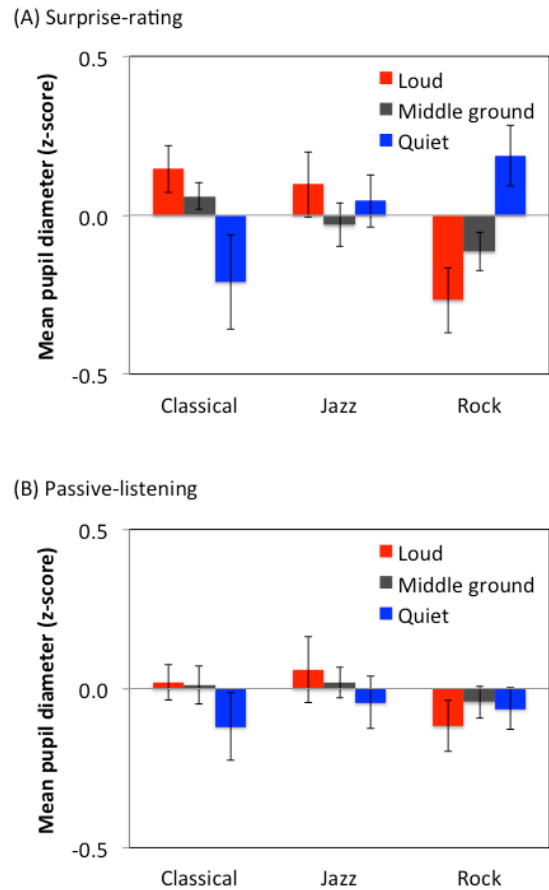 (A) Surprise-rating
0.5
Loud
Middle ground
Quiet
0.0
-0.5
Mean pupil diameter (z-score)
Classical Jazz Rock
(B) Passive-listening
0.5
Loud
Middle ground
Quiet
0.0
-0.5
Mean pupil diameter (z-score)
Classical Jazz Rock